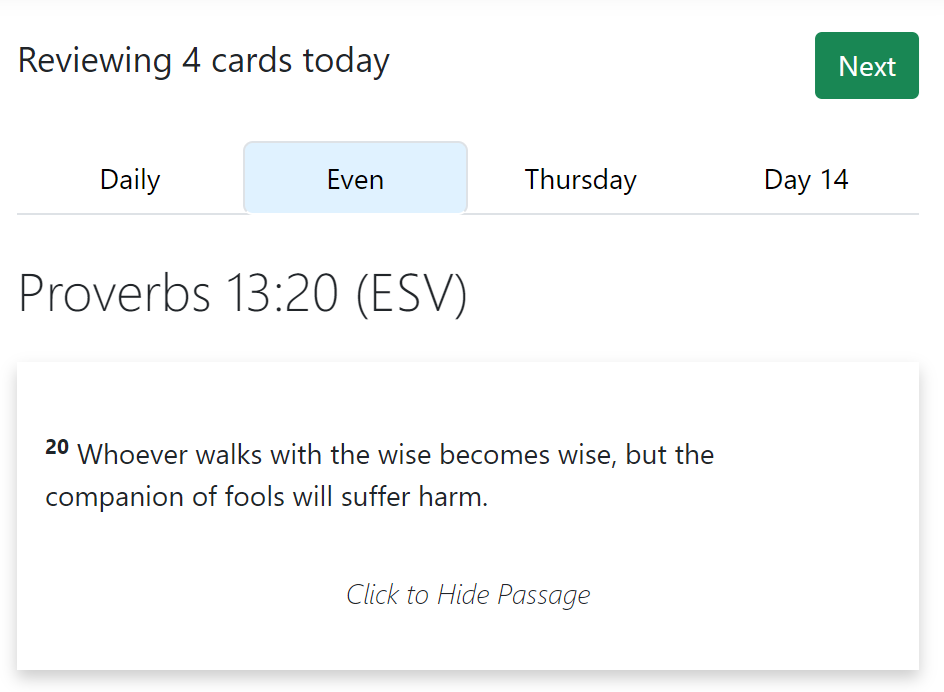 Reviewing 4 cards today
Next
Daily
Even
Thursday
Day 14
Proverbs 13:20 (ESV)
20 Whoever walks with the wise becomes wise, but the
companion of fools will suffer harm.
Click to Hide Passage